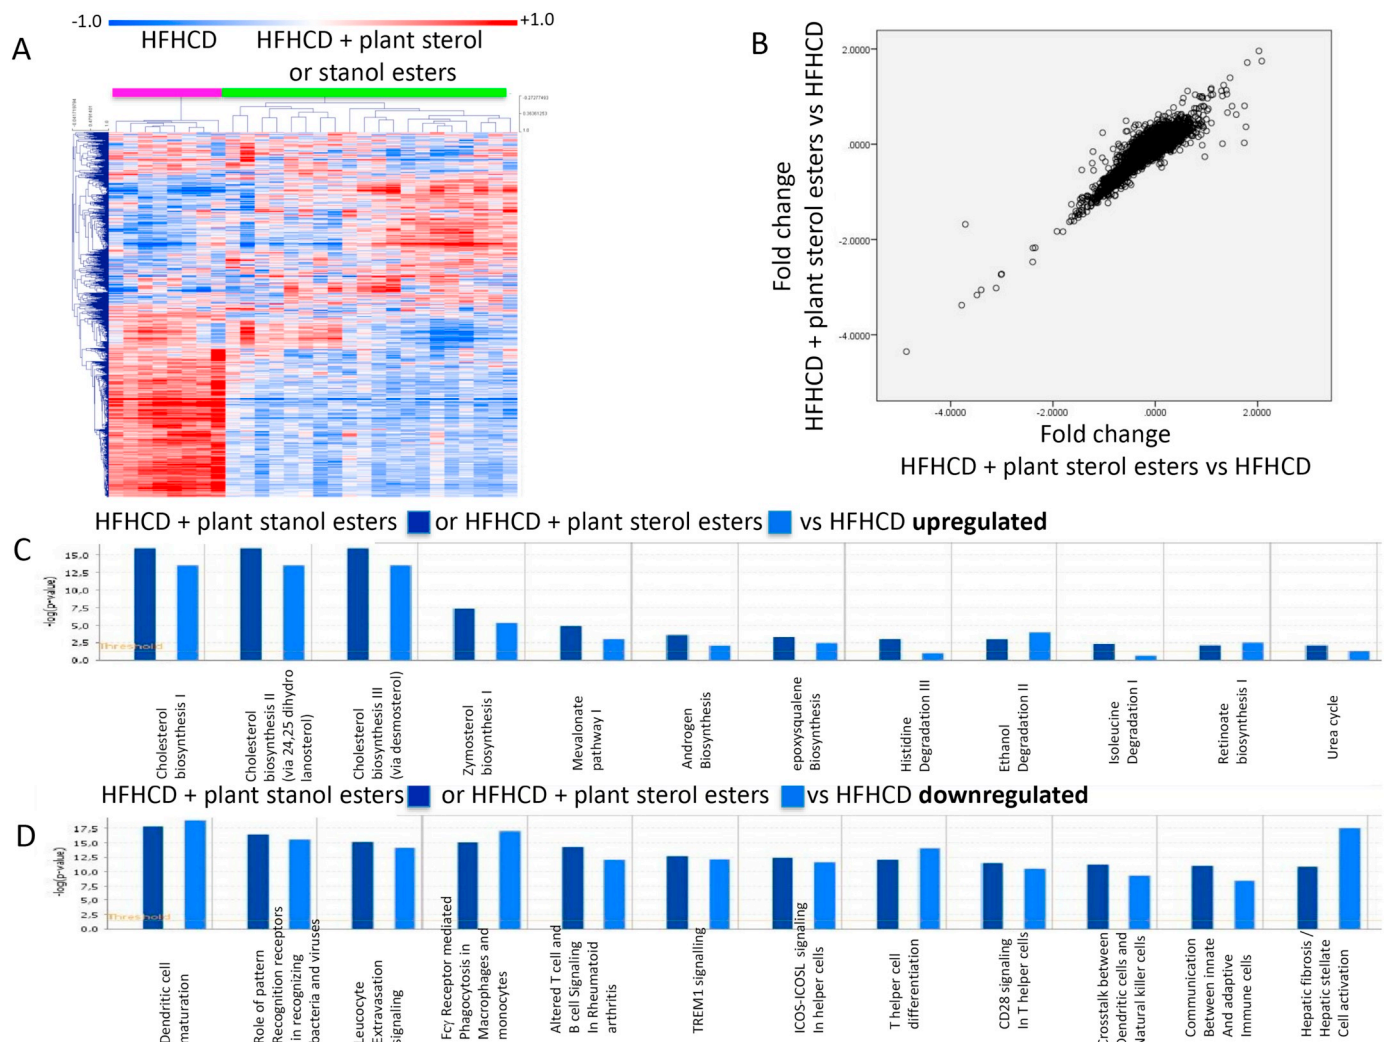 -1.0
+1.0
HFHCD
HFHCD + plant sterol
or stanol esters
A
B
HFHCD + plant sterol esters vs HFHCD
Fold change
2.0000
.0000
-2.0000
-4.0000
-4.0000
-2.0000
.0000
2.0000
Fold change
HFHCD + plant sterol esters vs HFHCD
HFHCD + plant stanol esters or HFHCD + plant sterol esters vs HFHCD upregulated
C
-log(p-value)
15.0
12.5
10.0
7.5
5.0
2.5
0.0
Threshold
Cholesterol
biosynthesis I
Cholesterol
biosynthesis II
(via 24,25 dihydro
lanosterol)
Cholesterol
biosynthesis III
(via desmosterol)
Zymosterol
biosynthesis I
Mevalonate
pathway I
Androgen
Biosynthesis
epoxysqualene
Biosynthesis
Histidine
Degradation III
Ethanol
Degradation II
Isoleucine
Degradation I
Retinoate
biosynthesis I
Urea cycle
HFHCD + plant stanol esters or HFHCD + plant sterol esters vs HFHCD downregulated
D
-log(p-value)
17.5
15.0
12.5
10.0
7.5
5.0
2.5
0.0
Threshold
Dendritic cell
maturation
Role of pattern
Recognition receptors
in recognizing
bacteria and viruses
Leucocyte
Extravasation
signaling
Fcγ Receptor mediated
Phagocytosis in
Macrophages and
monocytes
Altered T cell and
B cell Signaling
In Rheumatoid
arthritis
TREM1 signalling
ICOS-ICOSL signaling
In helper cells
T helper cell
differentiation
CD28 signaling
In T helper cells
Crosstalk between
Dendritic cells and
Natural killer cells
Communication
Between innate
And adaptive
Immune cells
Hepatic fibrosis /
Hepatic stellate
Cell activation